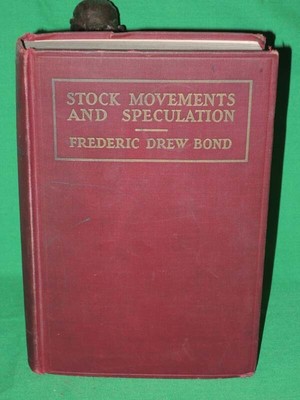 STOCK MOVEMENTS
AND SPECULATION
FREDERIC DREW BOND